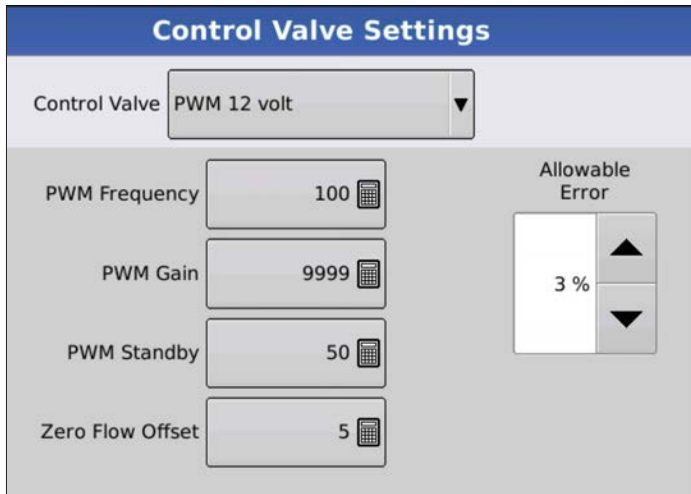 Control Valve Settings
Control Valve PWM 12 volt
PWM Frequency 100
Allowable
Error
PWM Gain 9999
3 %
PWM Standby 50
Zero Flow Offset 5